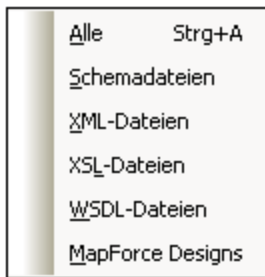 Alle Strg+A
Schemadateien
XML-Dateien
XSL-Dateien
WSDL-Dateien
MapForce Designs